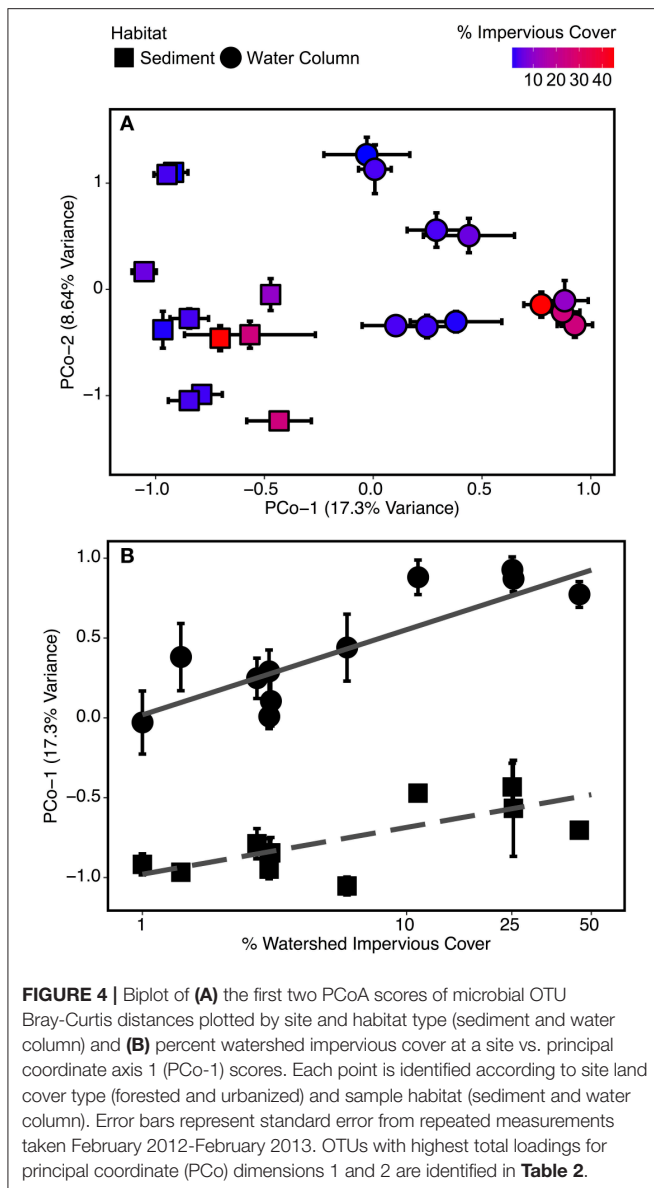 Habitat
Sediment Water Column
% Impervious Cover
10 20 30 40
A
1
0
−1
PCo−2 (8.64% Variance)
−1.0 −0.5 0.0 0.5 1.0
PCo−1 (17.3% Variance)
B
1.0
0.5
0.0
−0.5
−1.0
PCo−1 (17.3% Variance)
1 10 25 50
% Watershed Impervious Cover
FIGURE 4 | Biplot of (A) the first two PCoA scores of microbial OTU
Bray-Curtis distances plotted by site and habitat type (sediment and water
column) and (B) percent watershed impervious cover at a site vs. principal
coordinate axis 1 (PCo-1) scores. Each point is identified according to site land
cover type (forested and urbanized) and sample habitat (sediment and water
column). Error bars represent standard error from repeated measurements
taken February 2012-February 2013. OTUs with highest total loadings for
principal coordinate (PCo) dimensions 1 and 2 are identified in Table 2.